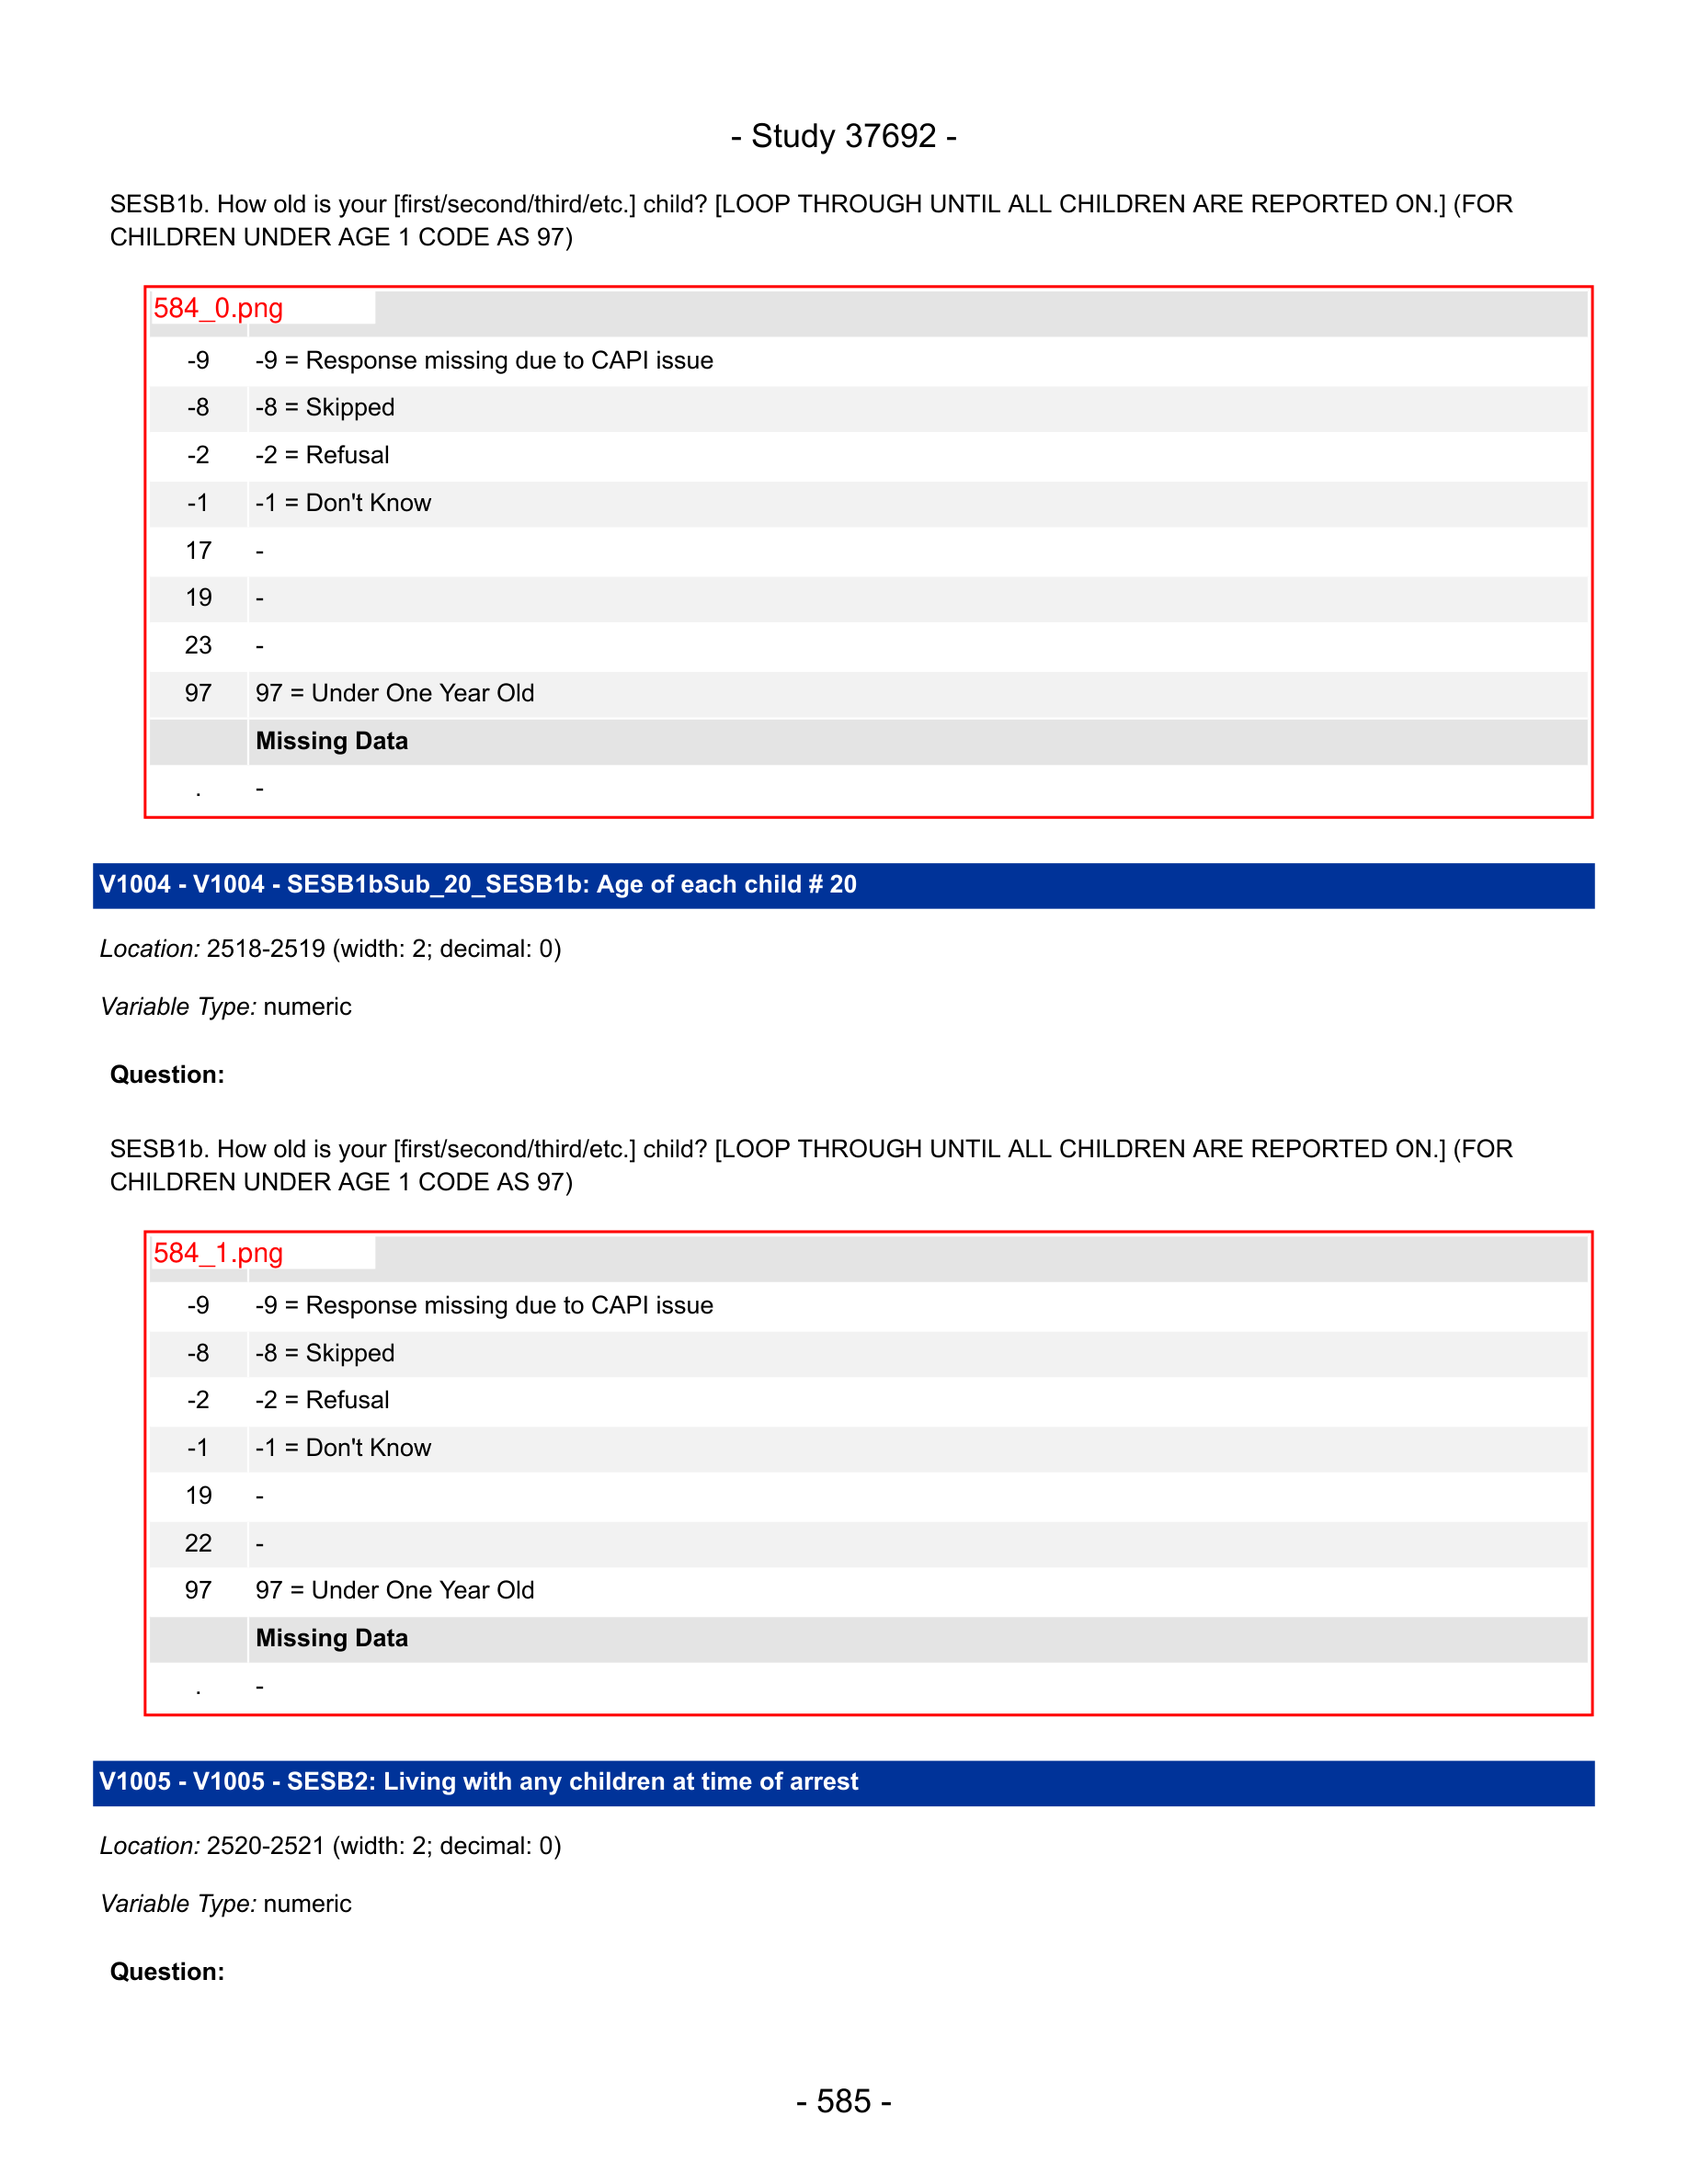 - Study 37692 -
SESB1b. How old is your [first/second/third/etc.] child? [LOOP THROUGH UNTIL ALL CHILDREN ARE REPORTED ON.] (FOR
CHILDREN UNDER AGE 1 CODE AS 97)
584_0.png
-9 -9 = Response missing due to CAPI issue
-8 -8 = Skipped
-2 -2 = Refusal
-1 -1 = Don't Know
17 -
19 -
23 -
97 97 = Under One Year Old
Missing Data
. -
V1004 - V1004 - SESB1bSub_20_SESB1b: Age of each child # 20
Location: 2518-2519 (width: 2; decimal: 0)
Variable Type: numeric
Question:
SESB1b. How old is your [first/second/third/etc.] child? [LOOP THROUGH UNTIL ALL CHILDREN ARE REPORTED ON.] (FOR
CHILDREN UNDER AGE 1 CODE AS 97)
584_1.png
-9 -9 = Response missing due to CAPI issue
-8 -8 = Skipped
-2 -2 = Refusal
-1 -1 = Don't Know
19 -
22 -
97 97 = Under One Year Old
Missing Data
. -
V1005 - V1005 - SESB2: Living with any children at time of arrest
Location: 2520-2521 (width: 2; decimal: 0)
Variable Type: numeric
Question:
- 585 -